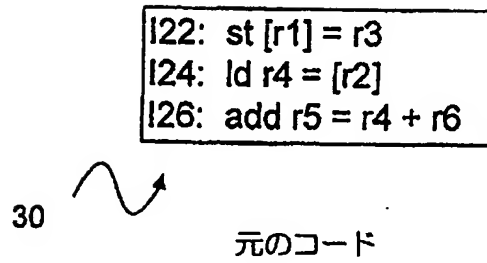 I22: st [r1] = r3
I24: ld r4 = [r2]
I26: add r5 = r4 + r6
30
元のコード